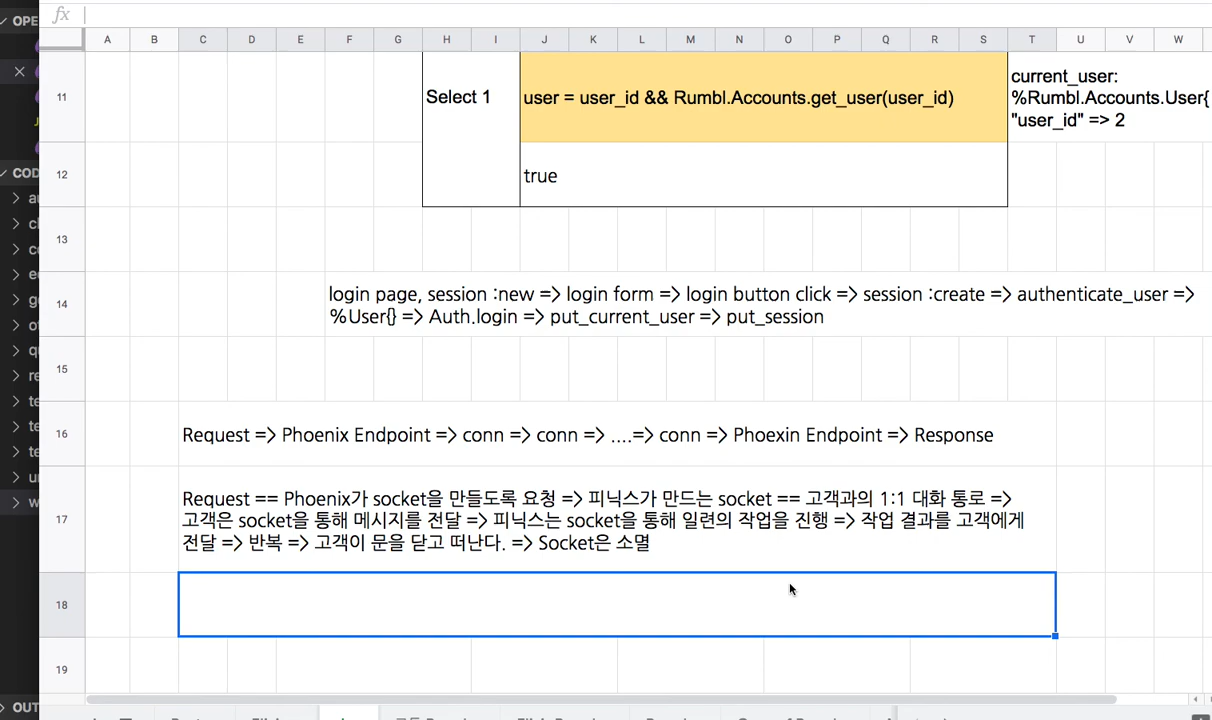 OPE
fx
A B C D E F G H I J K L M N O P Q R S T U V W
11
Select 1
user = user_id && Rumbl.Accounts.get_user(user_id)
current_user:
%Rumbl.Accounts.User{
"user_id" => 2
12
true
COD
13
14
login page, session :new => login form => login button click => session :create => authenticate_user =>
%User{} => Auth.login => put_current_user => put_session
15
16
Request => Phoenix Endpoint => conn => conn => ....=> conn => Phoexin Endpoint => Response
17
Request == Phoenix가 socket을 만들도록 요청 => 피닉스가 만드는 socket == 고객과의 1:1 대화 통로 =>
고객은 socket을 통해 메시지를 전달 => 피닉스는 socket을 통해 일련의 작업을 진행 => 작업 결과를 고객에게
전달 => 반복 => 고객이 문을 닫고 떠난다. => Socket은 소멸
18
19
OUT